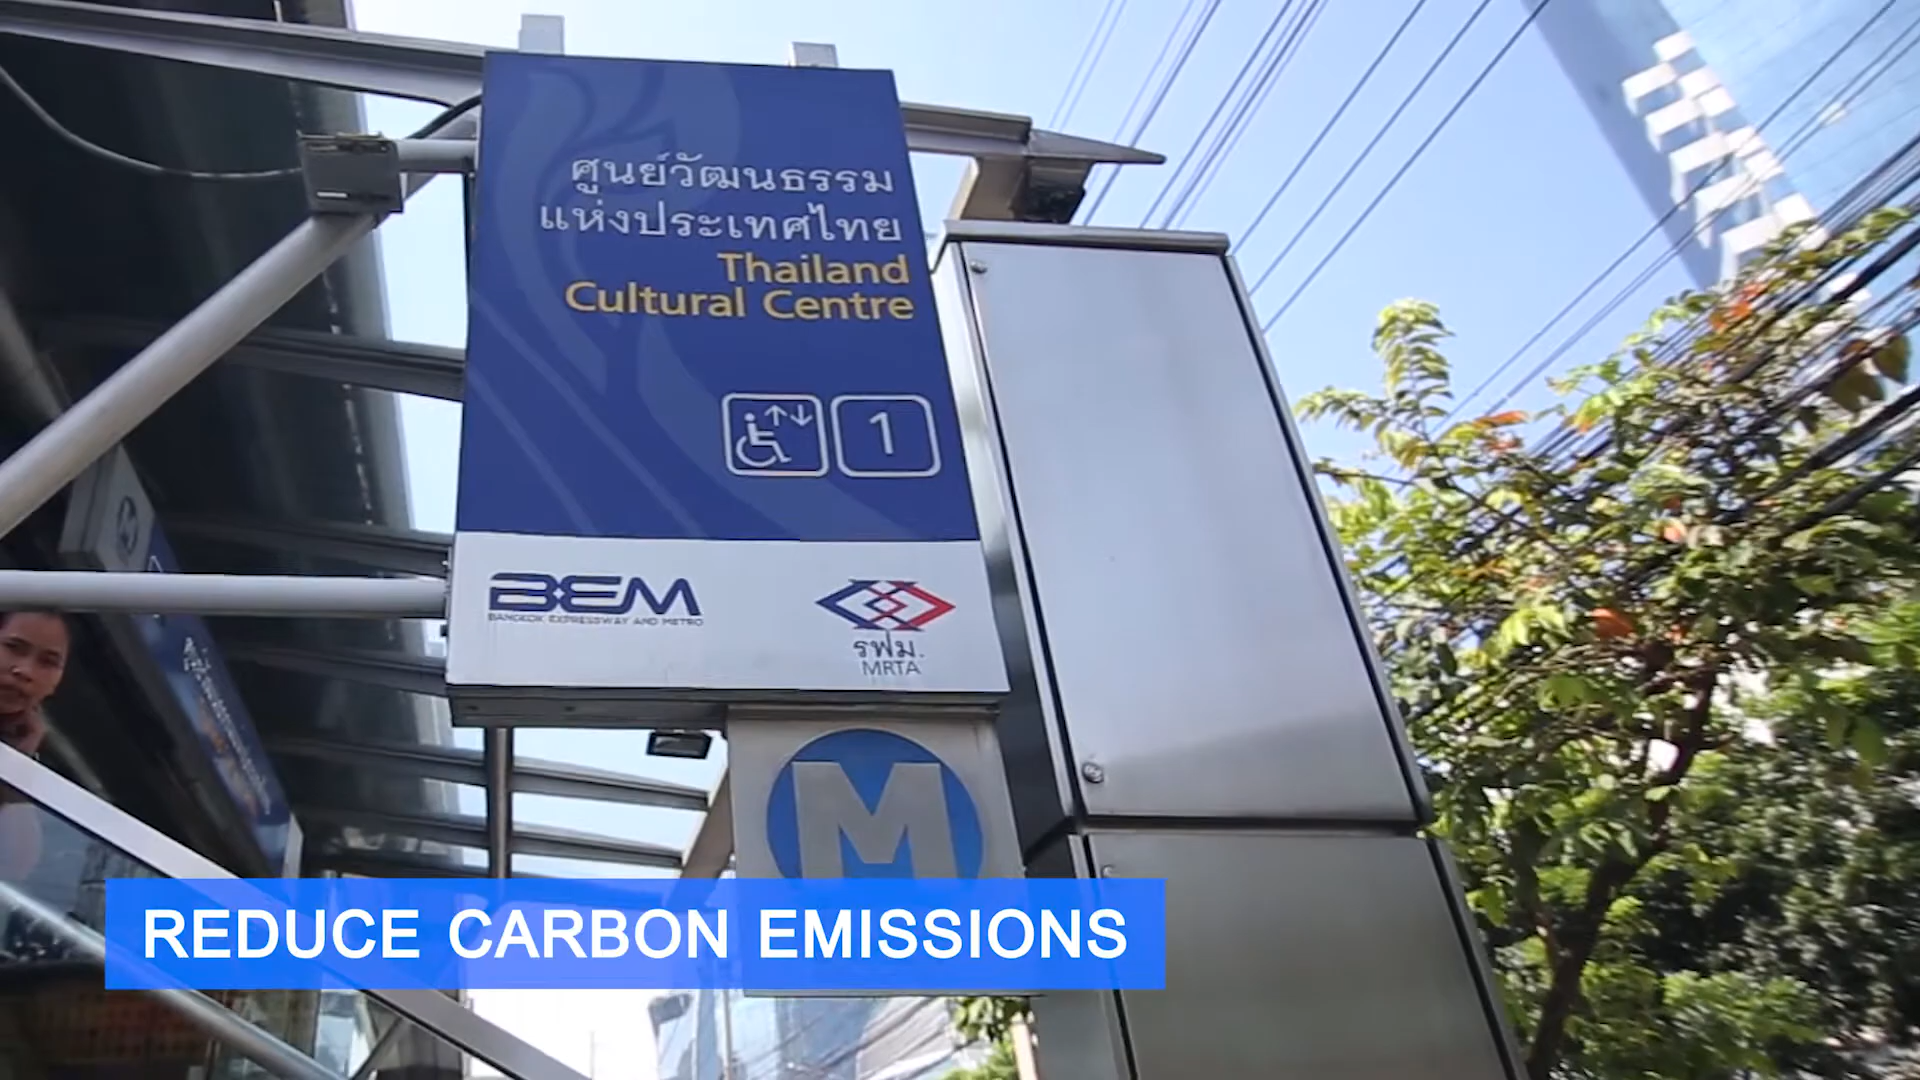 ศูนย์วัฒนธรรม
แห่งประเทศไทย
Thailand
Cultural Centre
1
BEM
BANGKOK EXPRESSWAY AND METRO
รฟม.
MRTA
M
REDUCE CARBON EMISSIONS